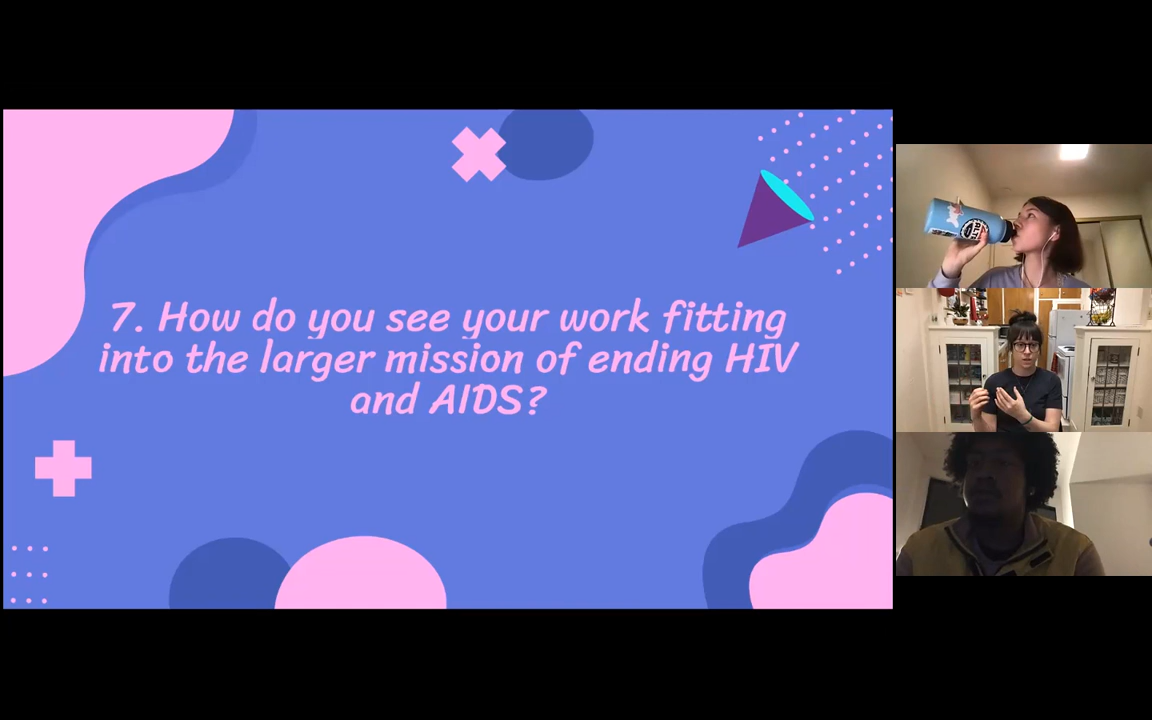 7. How do you see your work fitting
into the larger mission of ending HIV
and AIDS?